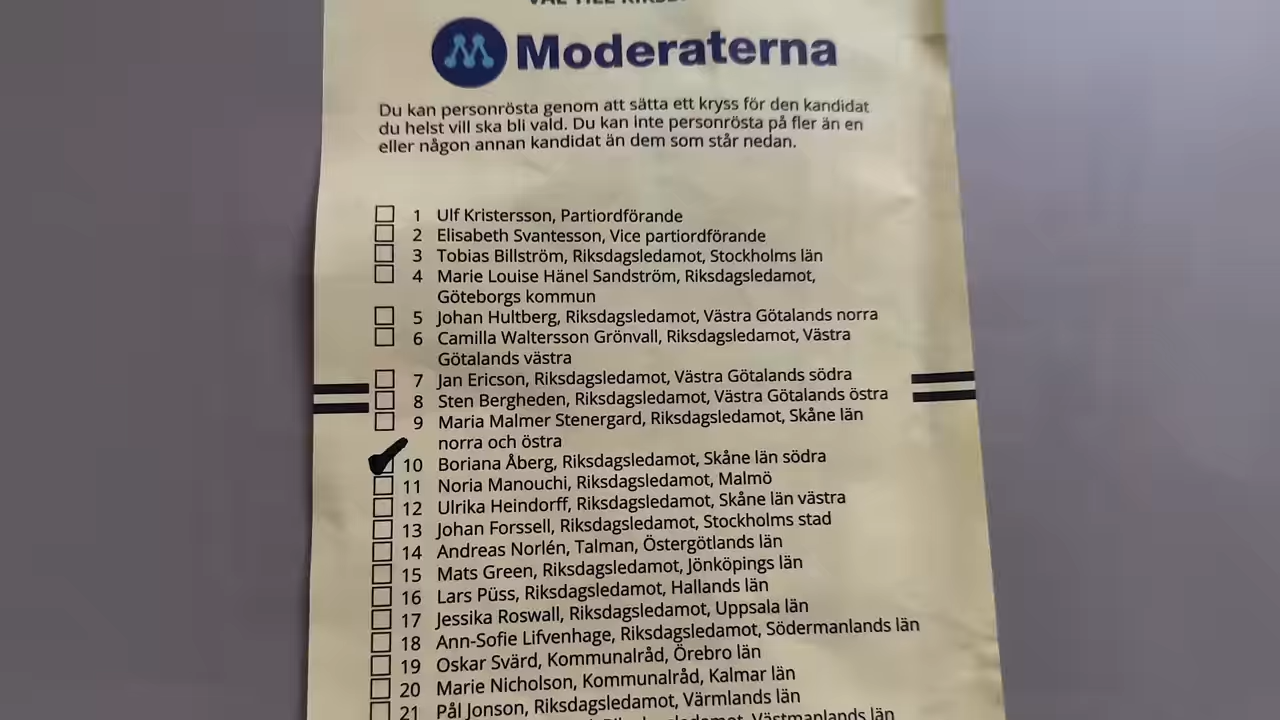 VAL TILL
Moderaterna
Du kan personrösta genom att sätta ett kryss för den kandidat
du helst vill ska bli vald. Du kan inte personrösta på fler än en
eller någon annan kandidat än dem som står nedan.
1 Ulf Kristersson, Partiordförande
2 Elisabeth Svantesson, Vice partiordförande
3 Tobias Billström, Riksdagsledamot, Stockholms län
4 Marie Louise Hänel Sandström, Riksdagsledamot,
Göteborgs kommun
5 Johan Hultberg, Riksdagsledamot, Västra Götalands norra
6 Camilla Waltersson Grönvall, Riksdagsledamot, Västra
Götalands västra
7 Jan Ericson, Riksdagsledamot, Västra Götalands södra
8 Sten Bergheden, Riksdagsledamot, Västra Götalands östra
9 Maria Malmer Stenergard, Riksdagsledamot, Skåne län
norra och östra
10 Boriana Åberg, Riksdagsledamot, Skåne län södra
11 Noria Manouchi, Riksdagsledamot, Malmö
12 Ulrika Heindorff, Riksdagsledamot, Skåne län västra
13 Johan Forssell, Riksdagsledamot, Stockholms stad
14 Andreas Norlén, Talman, Östergötlands län
15 Mats Green, Riksdagsledamot, Jönköpings län
16 Lars Püss, Riksdagsledamot, Hallands län
17 Jessika Roswall, Riksdagsledamot, Uppsala län
18 Ann-Sofie Lifvenhage, Riksdagsledamot, Södermanlands län
19 Oskar Svärd, Kommunalråd, Örebro län
20 Marie Nicholson, Kommunalråd, Kalmar län
21 Pål Jonson, Riksdagsledamot, Värmlands län
Riksdagsledamot, Västmanlands län